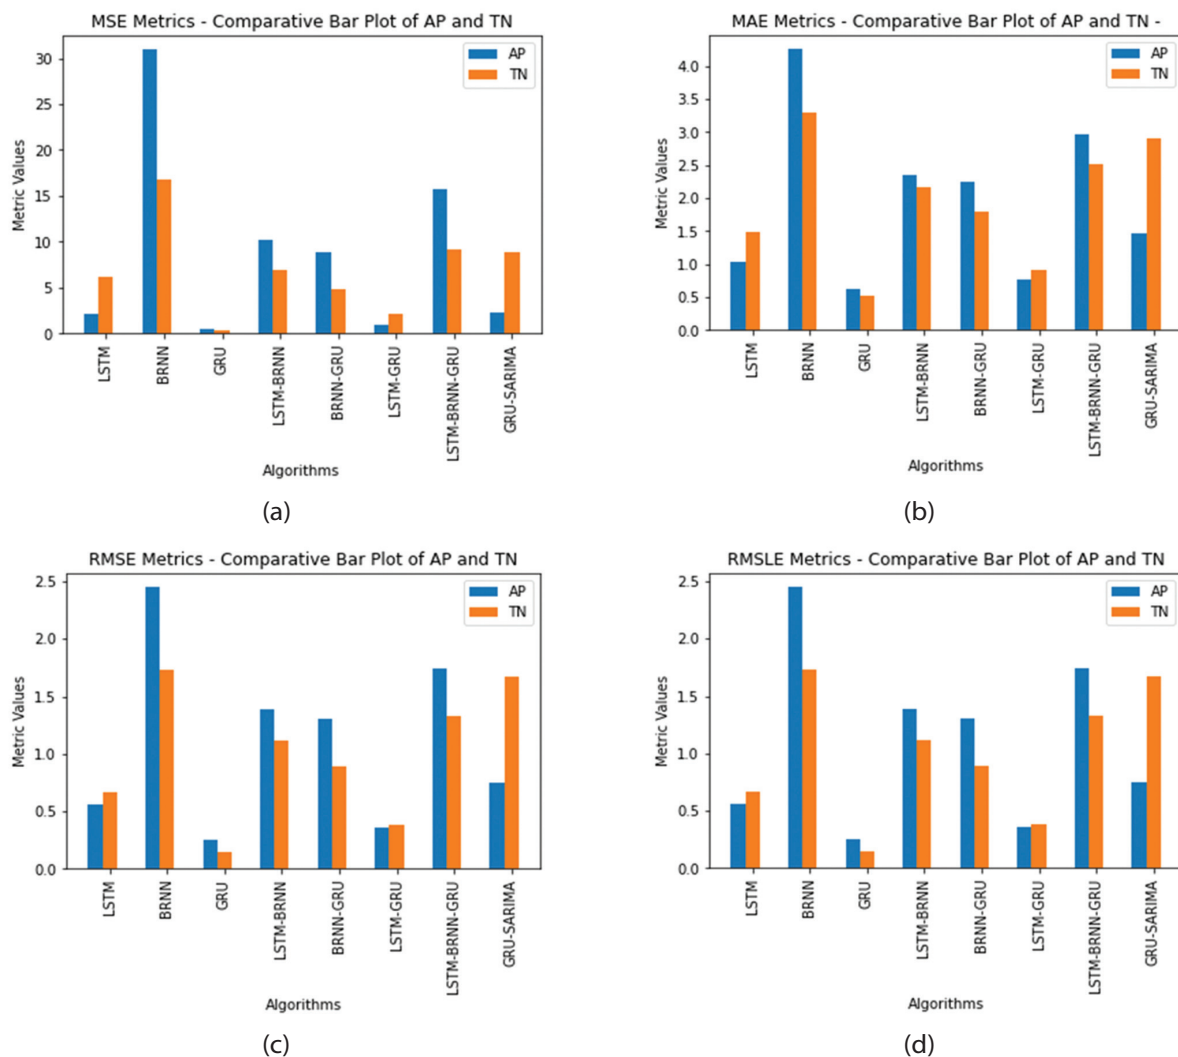 MSE Metrics - Comparative Bar Plot of AP and TN
AP
TN
Metric Values
30
25
20
15
10
5
0
LSTM
BRNN
GRU
LSTM-BRNN
BRNN-GRU
LSTM-GRU
LSTM-BRNN-GRU
GRU-SARIMA
Algorithms
(a)
MAE Metrics - Comparative Bar Plot of AP and TN -
AP
TN
Metric Values
4.0
3.5
3.0
2.5
2.0
1.5
1.0
0.5
0.0
LSTM
BRNN
GRU
LSTM-BRNN
BRNN-GRU
LSTM-GRU
LSTM-BRNN-GRU
GRU-SARIMA
Algorithms
(b)
RMSE Metrics - Comparative Bar Plot of AP and TN
AP
TN
Metric Values
2.5
2.0
1.5
1.0
0.5
0.0
LSTM
BRNN
GRU
LSTM-BRNN
BRNN-GRU
LSTM-GRU
LSTM-BRNN-GRU
GRU-SARIMA
Algorithms
(c)
RMSLE Metrics - Comparative Bar Plot of AP and TN
AP
TN
Metric Values
2.5
2.0
1.5
1.0
0.5
0.0
LSTM
BRNN
GRU
LSTM-BRNN
BRNN-GRU
LSTM-GRU
LSTM-BRNN-GRU
GRU-SARIMA
Algorithms
(d)